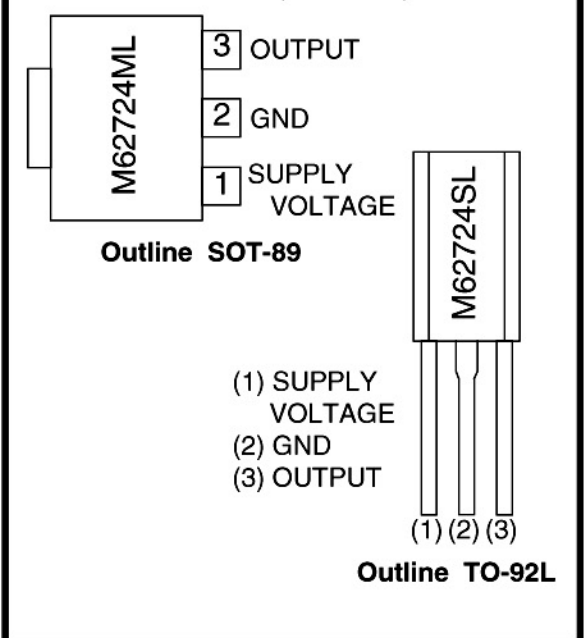 M62724ML
3 OUTPUT
2 GND
1 SUPPLY
VOLTAGE
Outline SOT-89
M62724SL
(1) SUPPLY
VOLTAGE
(2) GND
(3) OUTPUT
(1) (2) (3)
Outline TO-92L